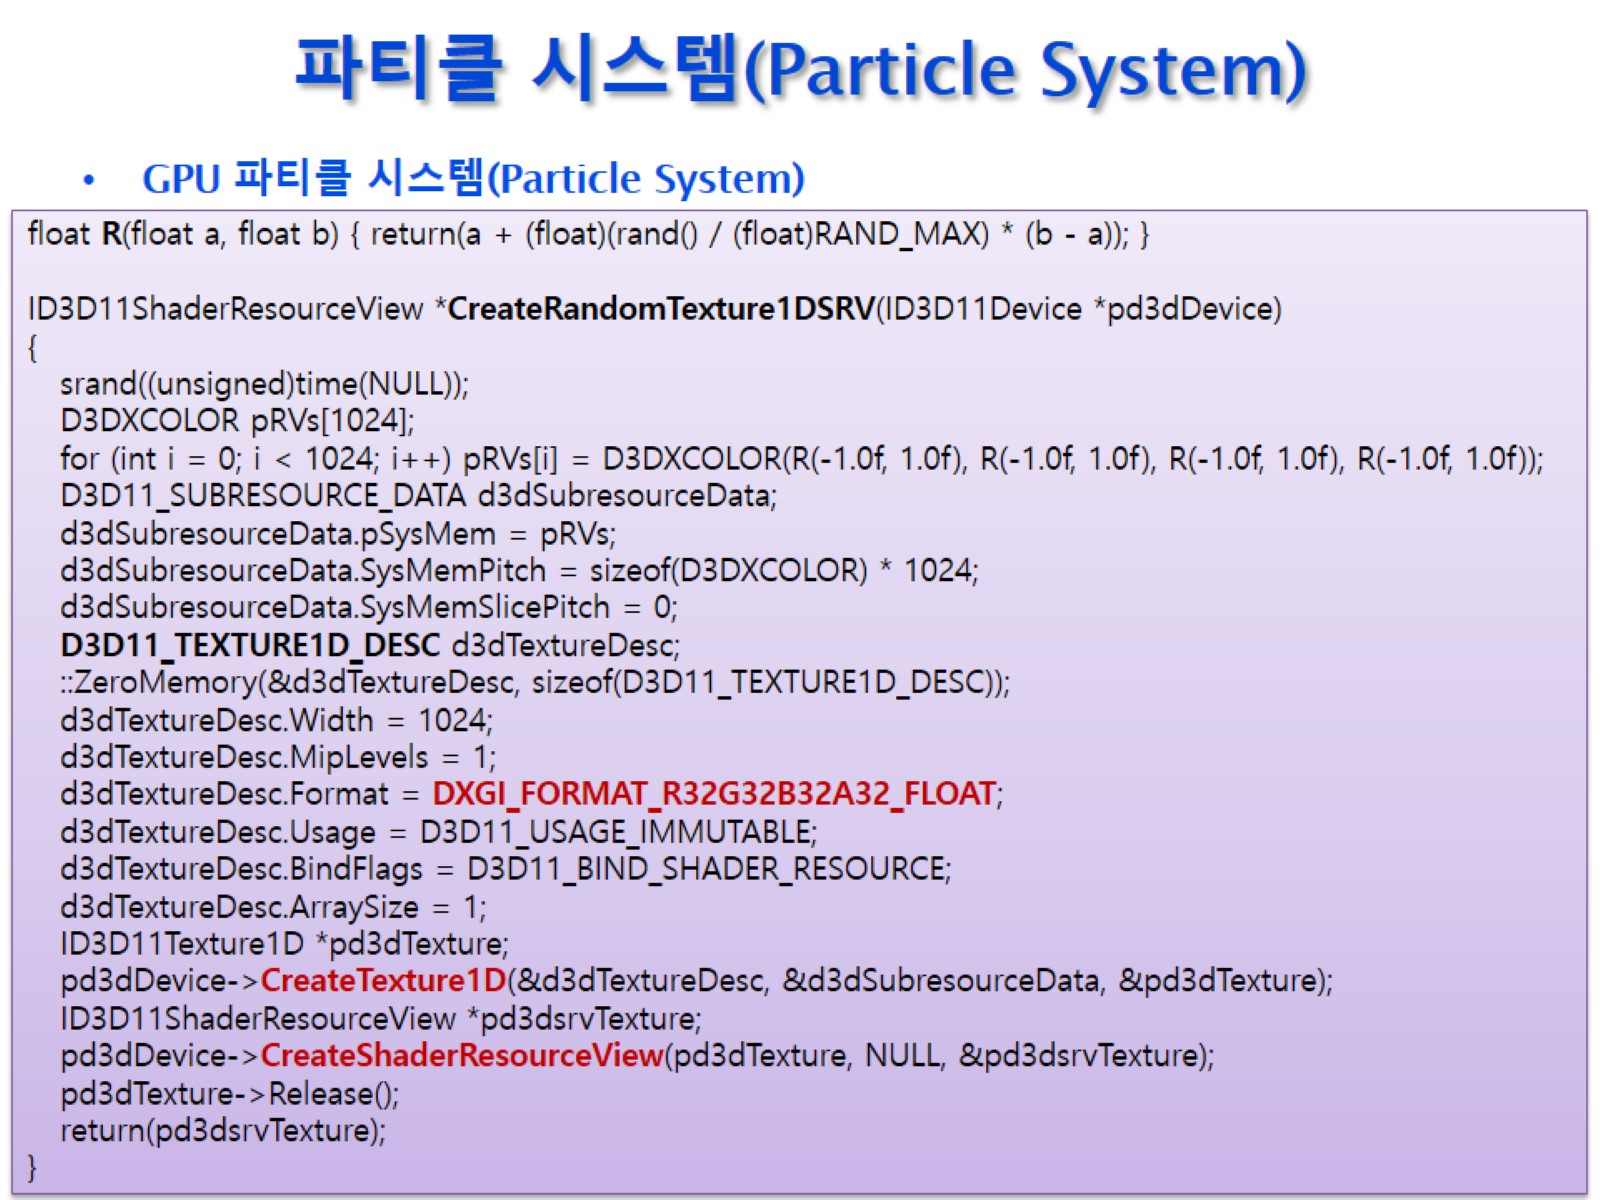 파티클 시스템(Particle System)
• GPU 파티클 시스템(Particle System)
float R(float a, float b) { return(a + (float)(rand() / (float)RAND_MAX) * (b - a)); }
ID3D11ShaderResourceView *CreateRandomTexture1DSRV(ID3D11Device *pd3dDevice)
{
srand((unsigned)time(NULL));
D3DXCOLOR pRVs[1024];
for (int i = 0; i < 1024; i++) pRVs[i] = D3DXCOLOR(R(-1.0f, 1.0f), R(-1.0f, 1.0f), R(-1.0f, 1.0f), R(-1.0f, 1.0f));
D3D11_SUBRESOURCE_DATA d3dSubresourceData;
d3dSubresourceData.pSysMem = pRVs;
d3dSubresourceData.SysMemPitch = sizeof(D3DXCOLOR) * 1024;
d3dSubresourceData.SysMemSlicePitch = 0;
D3D11_TEXTURE1D_DESC d3dTextureDesc;
::ZeroMemory(&d3dTextureDesc, sizeof(D3D11_TEXTURE1D_DESC));
d3dTextureDesc.Width = 1024;
d3dTextureDesc.MipLevels = 1;
d3dTextureDesc.Format = DXGI_FORMAT_R32G32B32A32_FLOAT;
d3dTextureDesc.Usage = D3D11_USAGE_IMMUTABLE;
d3dTextureDesc.BindFlags = D3D11_BIND_SHADER_RESOURCE;
d3dTextureDesc.ArraySize = 1;
ID3D11Texture1D *pd3dTexture;
pd3dDevice->CreateTexture1D(&d3dTextureDesc, &d3dSubresourceData, &pd3dTexture);
ID3D11ShaderResourceView *pd3dsrvTexture;
pd3dDevice->CreateShaderResourceView(pd3dTexture, NULL, &pd3dsrvTexture);
pd3dTexture->Release();
return(pd3dsrvTexture);
}